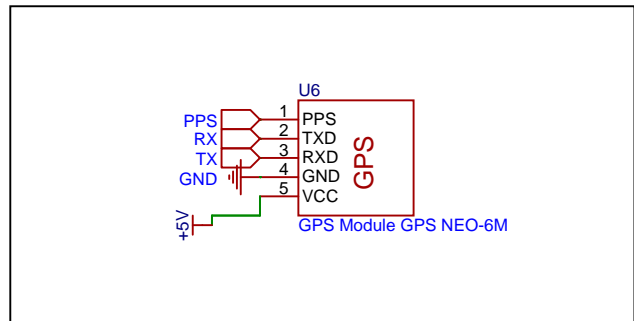 U6
PPS 1 PPS
RX 2 TXD
TX 3 RXD
GND 4 GND
5 VCC
GPS
+5V
GPS Module GPS NEO-6M